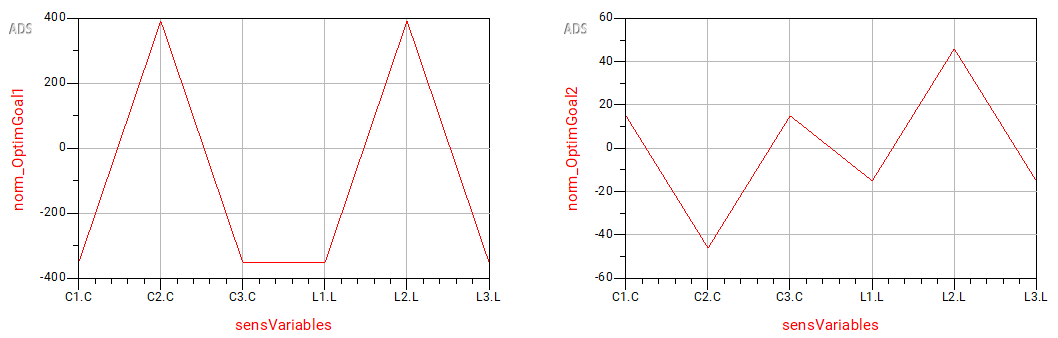 ADS
norm_OptimGoal1
400
200
0
-200
-400
C1.C C2.C C3.C L1.L L2.L L3.L
sensVariables
ADS
norm_OptimGoal2
60
40
20
0
-20
-40
-60
C1.C C2.C C3.C L1.L L2.L L3.L
sensVariables